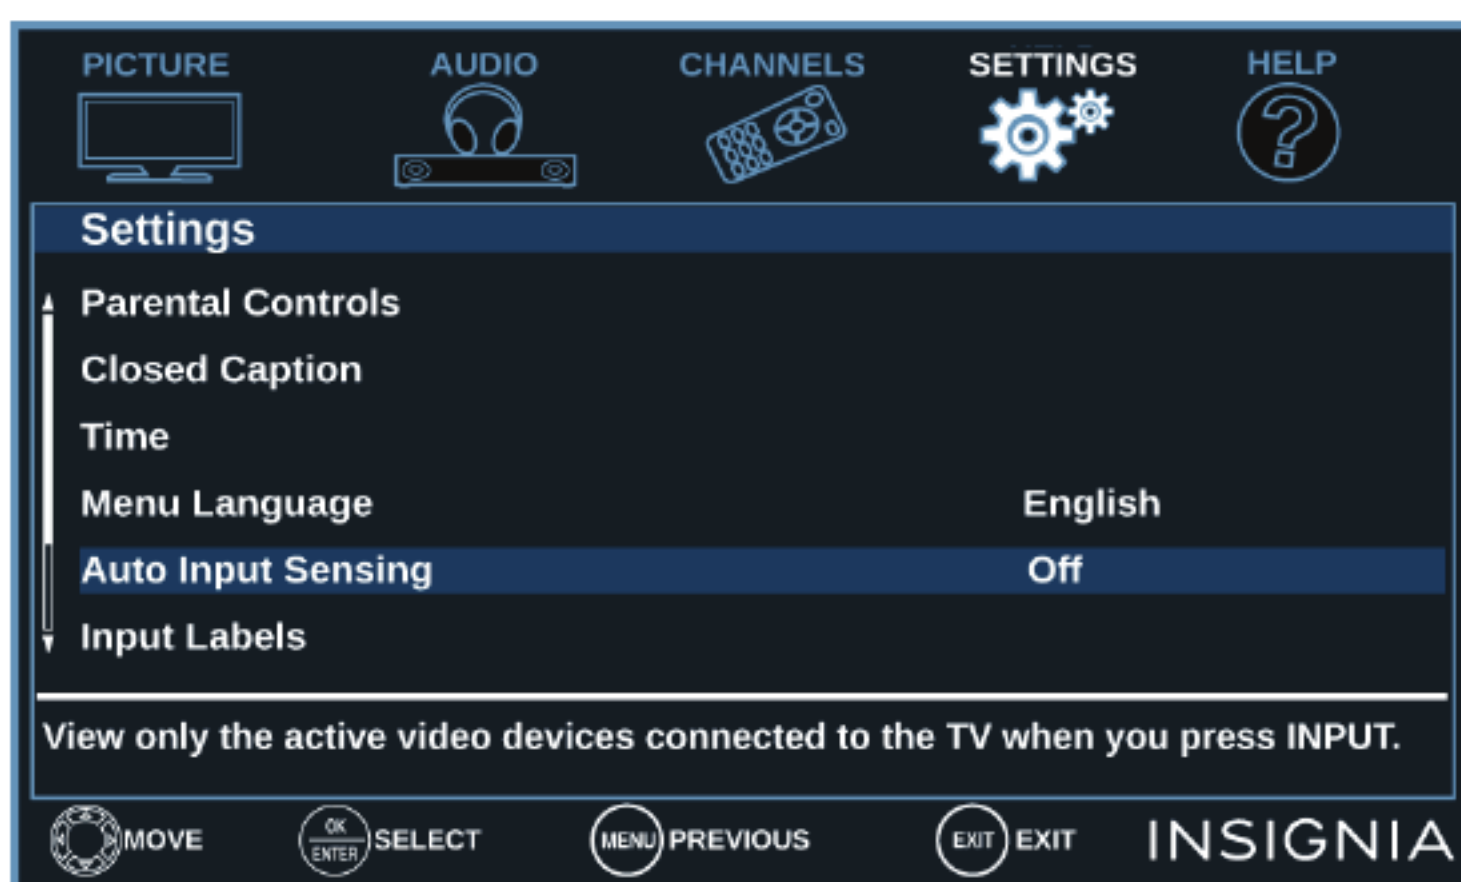 PICTURE AUDIO CHANNELS SETTINGS HELP
Settings
Parental Controls
Closed Caption
Time
Menu Language English
Auto Input Sensing Off
Input Labels
View only the active video devices connected to the TV when you press INPUT.
MOVE OK ENTER SELECT MENU PREVIOUS EXIT EXIT INSIGNIA